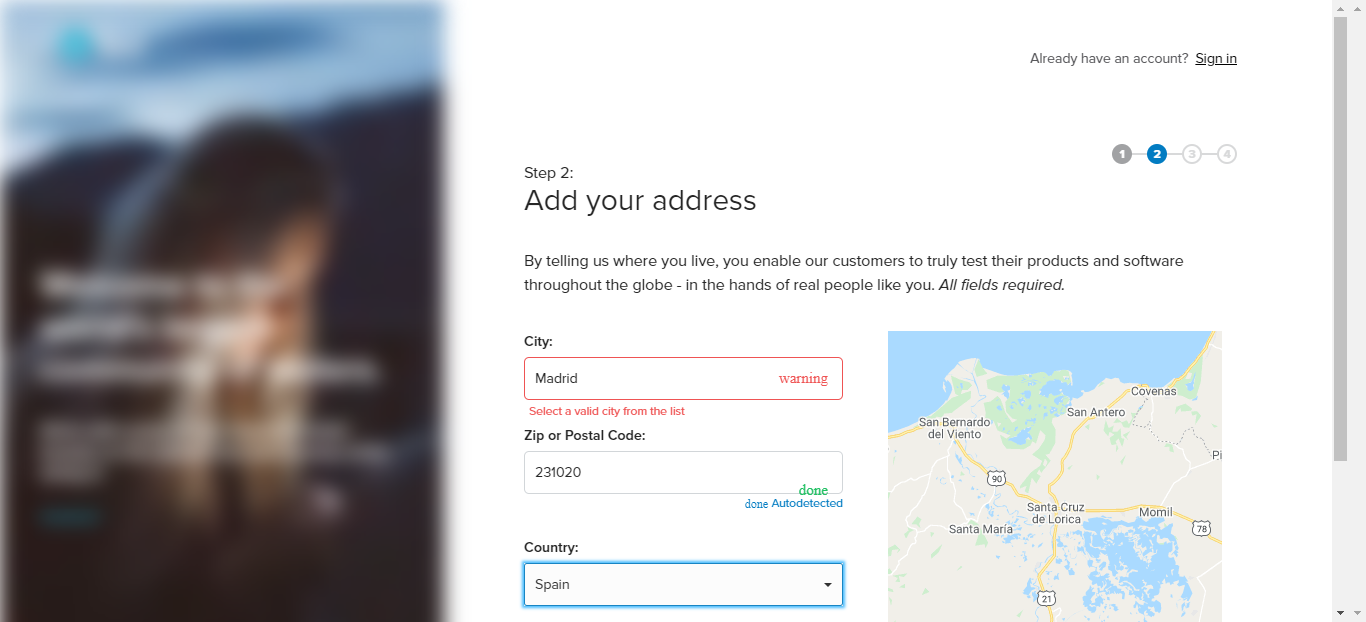 Already have an account? Sign in
1 2 3 4
Step 2:
Add your address
By telling us where you live, you enable our customers to truly test their products and software
throughout the globe - in the hands of real people like you. All fields required.
City:
Madrid warning
Select a valid city from the list
Zip or Postal Code:
231020
done
done Autodetected
Country:
Spain
Covenas
San Antero
San Bernardo
del Viento
Pi
90
Santa Cruz
de Lorica
Momil
Santa María
78
21